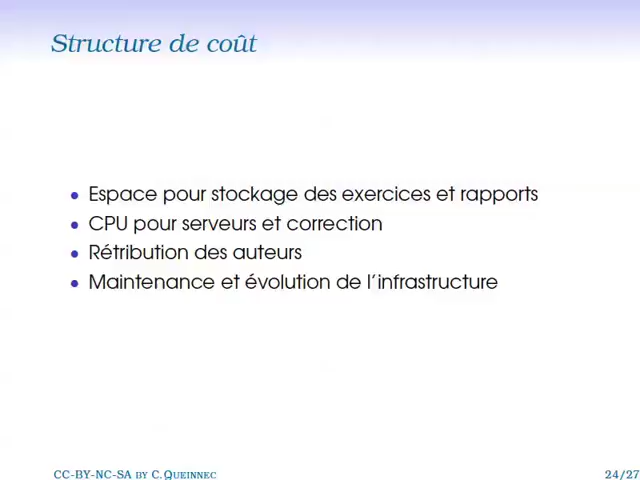 Structure de coût
• Espace pour stockage des exercices et rapports
• CPU pour serveurs et correction
• Rétribution des auteurs
• Maintenance et évolution de l'infrastructure
CC-BY-NC-SA BY C. QUEINNEC 24/27